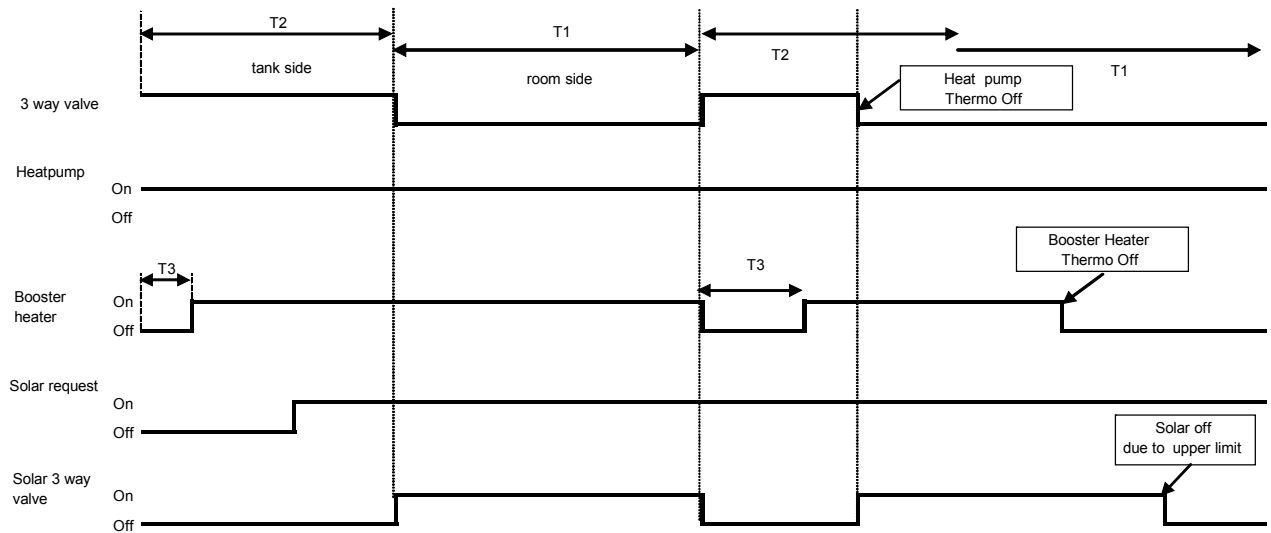 T2
T1
T2
T1
tank side
room side
3 way valve
Heat pump
Thermo Off
Heatpump
On
Off
T3
T3
Booster Heater
Thermo Off
Booster
heater
On
Off
Solar request
On
Off
Solar off
due to upper limit
Solar 3 way
valve
On
Off